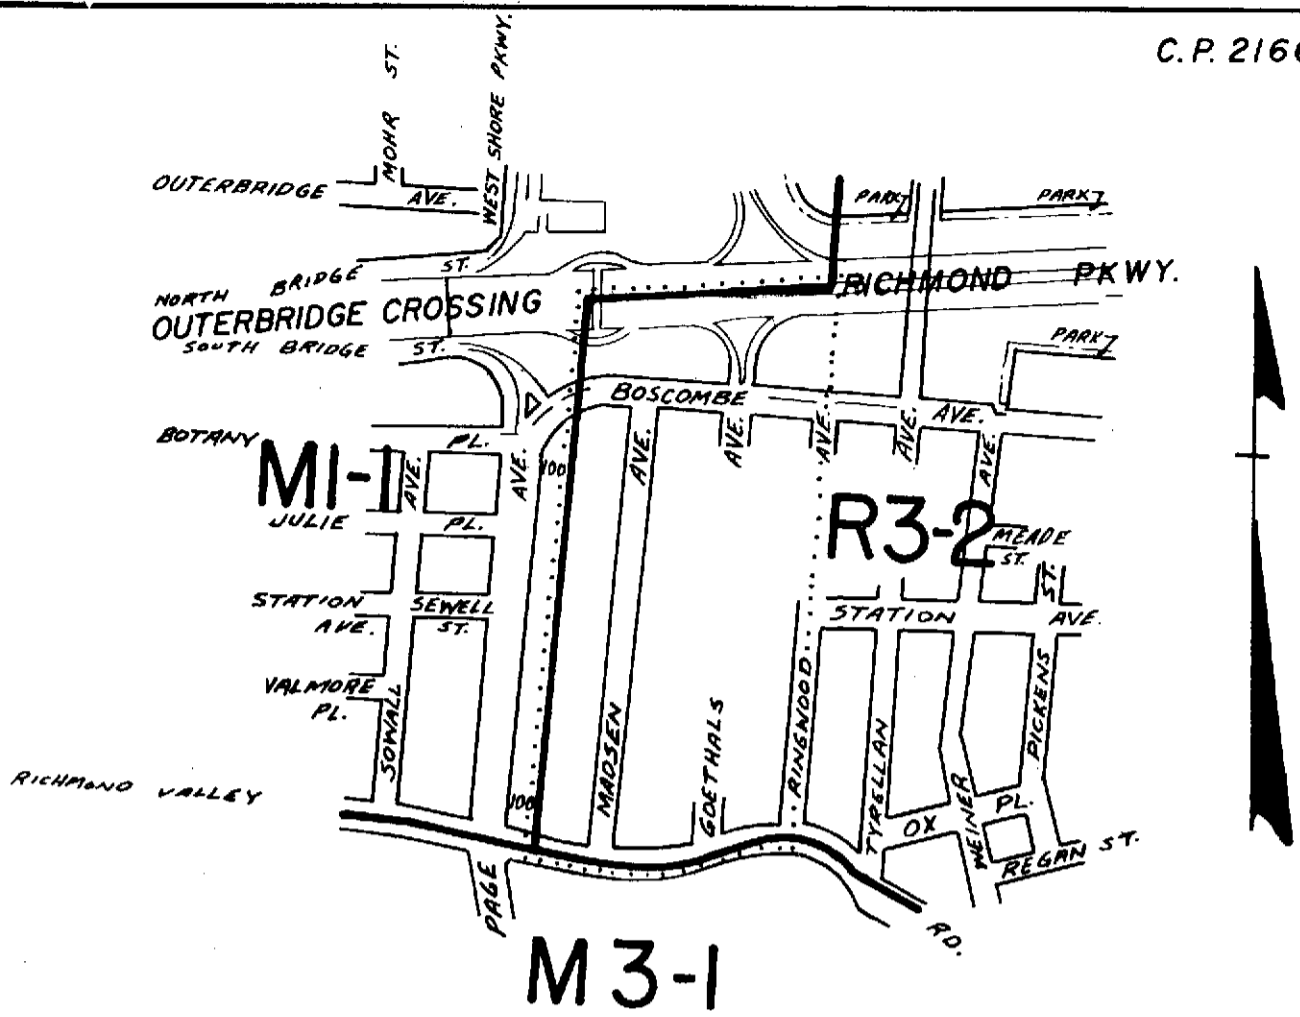 C.P. 216
MOHR ST.
WEST SHORE PKWY.
OUTERBRIDGE AVE.
PARK
PARK
NORTH BRIDGE ST.
OUTERBRIDGE CROSSING
RICHMOND PKWY.
SOUTH BRIDGE ST.
PARK
BOSCOMBE AVE.
BOTANY PL.
AVE.
AVE.
AVE.
AVE.
AVE.
AVE.
AVE.
100
M1-1
R3-2
JULIE PL.
MEADE ST.
STATION AVE.
SEWELL ST.
STATION AVE.
ST.
VALMORE PL.
SOWALL
MADSEN
GOETHALS
RINGWOOD
TYRELLAN
WEINER
PICKENS
RICHMOND VALLEY
100
OX PL.
REGAN ST.
PAGE
RD.
M3-1